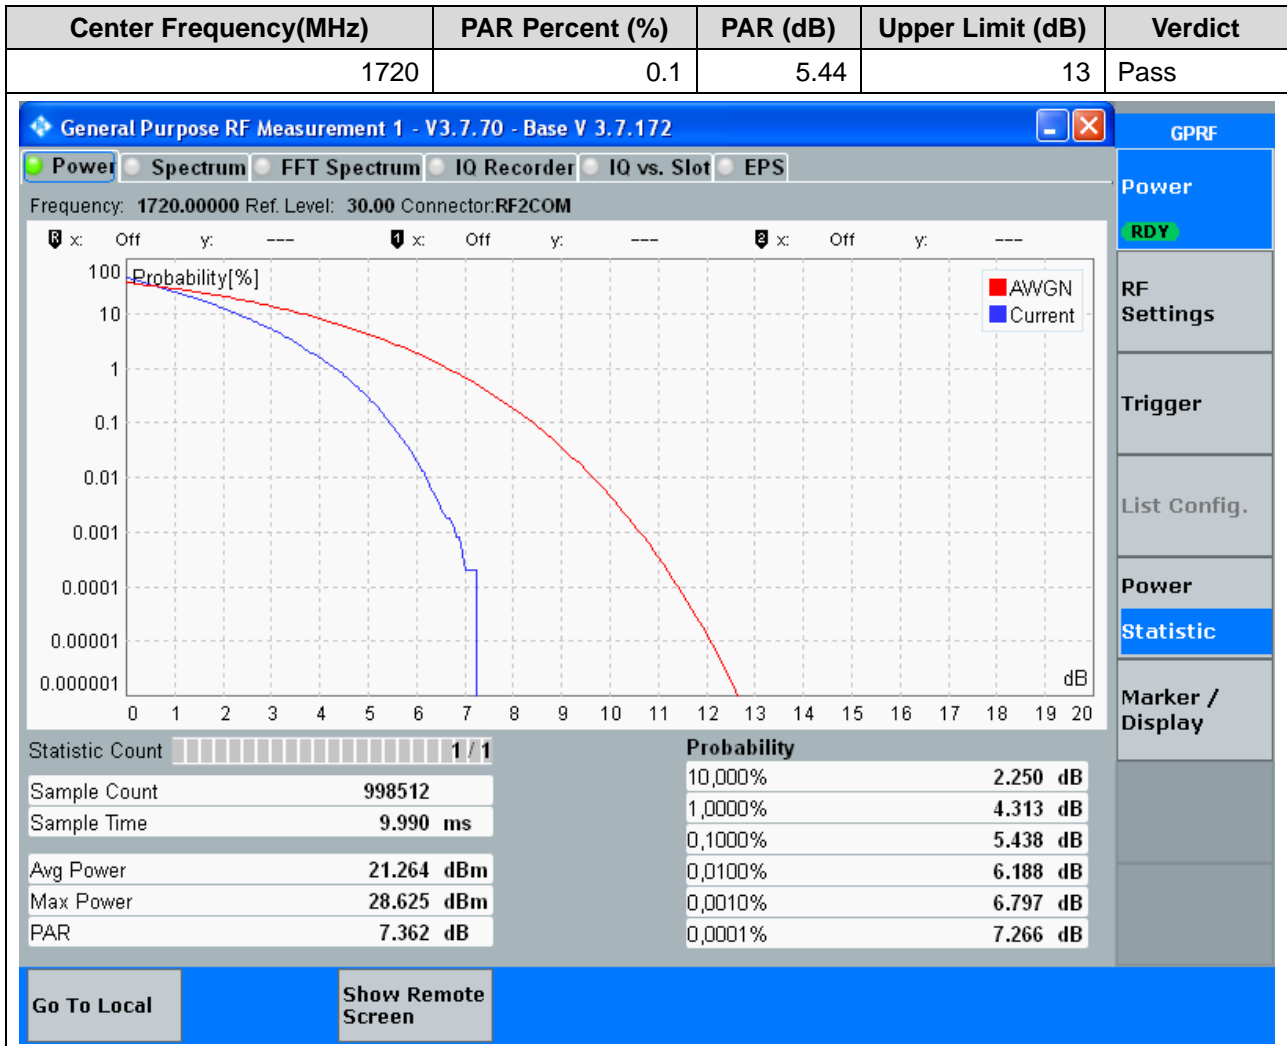 Center Frequency(MHz) PAR Percent (%) PAR (dB) Upper Limit (dB) Verdict
1720 0.1 5.44 13 Pass
General Purpose RF Measurement 1 - V3.7.70 - Base V 3.7.172
GPRF
Power Spectrum FFT Spectrum IQ Recorder IQ vs. Slot EPS
Frequency: 1720.00000 Ref. Level: 30.00 Connector:RF2COM
R x: Off y: --- 1 x: Off y: --- 2 x: Off y: ---
Probability[%]
100
10
1
0.1
0.01
0.001
0.0001
0.00001
0.000001
AWGN
Current
dB
0 1 2 3 4 5 6 7 8 9 10 11 12 13 14 15 16 17 18 19 20
Statistic Count 1 / 1
Sample Count 998512
Sample Time 9.990 ms
Avg Power 21.264 dBm
Max Power 28.625 dBm
PAR 7.362 dB
Probability
10,000% 2.250 dB
1,0000% 4.313 dB
0,1000% 5.438 dB
0,0100% 6.188 dB
0,0010% 6.797 dB
0,0001% 7.266 dB
Power
RDY
RF
Settings
Trigger
List Config.
Power
Statistic
Marker /
Display
Go To Local
Show Remote
Screen